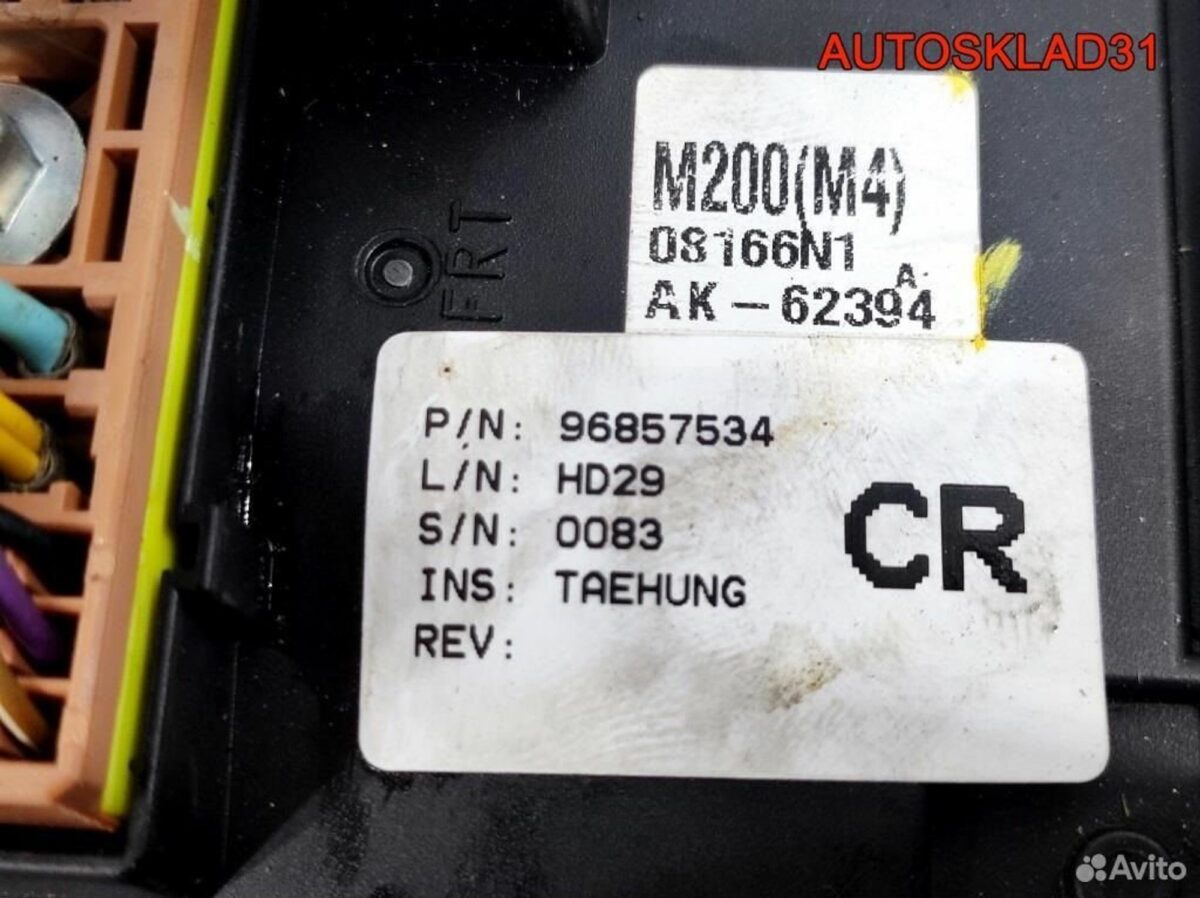 AUTOSKLAD31
M200(M4)
08166N1
AK-62394 A
FRT
P/N: 96857534
L/N: HD29
S/N: 0083
INS: TAEHUNG
REV:
CR
Avito